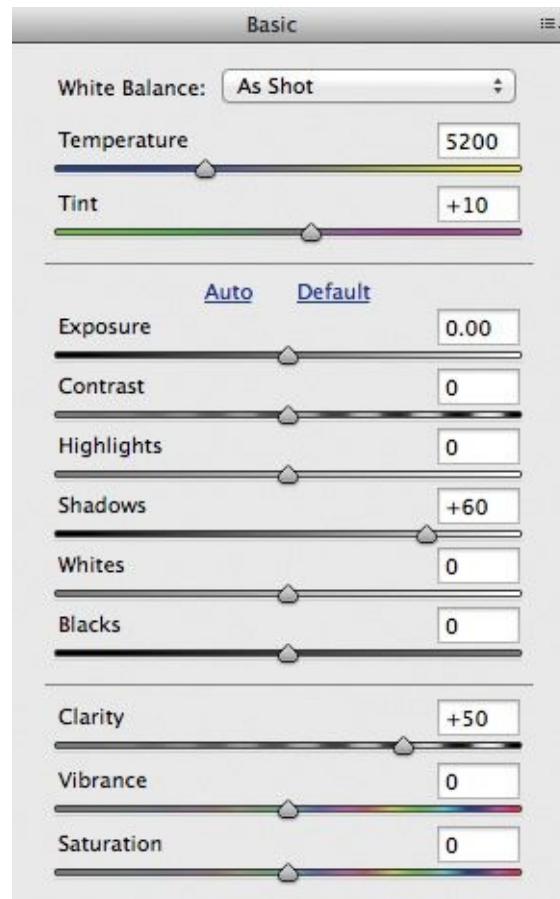 Basic
White Balance: As Shot
Temperature 5200
Tint +10
Auto Default
Exposure 0.00
Contrast 0
Highlights 0
Shadows +60
Whites 0
Blacks 0
Clarity +50
Vibrance 0
Saturation 0